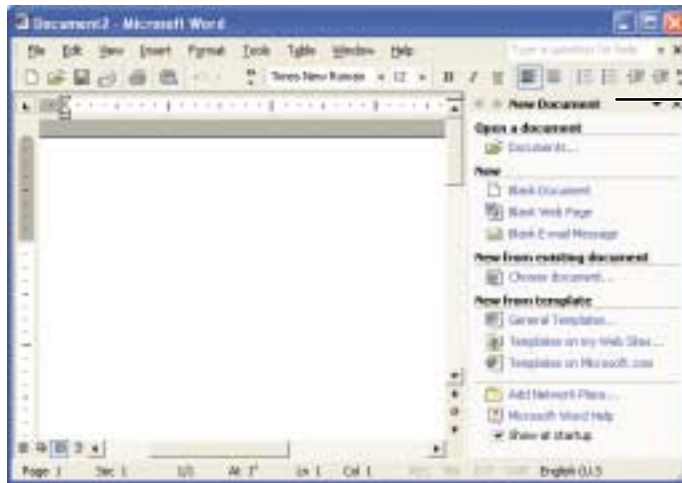 Document2 - Microsoft Word
File Edit View Insert Format Tools Table Window Help Type a question for help
Times New Roman 12 B I U
New Document
Open a document
Documents...
New
Blank Document
Blank Web Page
Blank E-mail Message
New from existing document
Choose document...
New from template
General Templates...
Templates on my Web Sites...
Templates on Microsoft.com
Add Network Place...
Microsoft Word Help
Show at startup
Page 1 Sec 1 1/1 At 1" Ln 1 Col 1 English (U.S